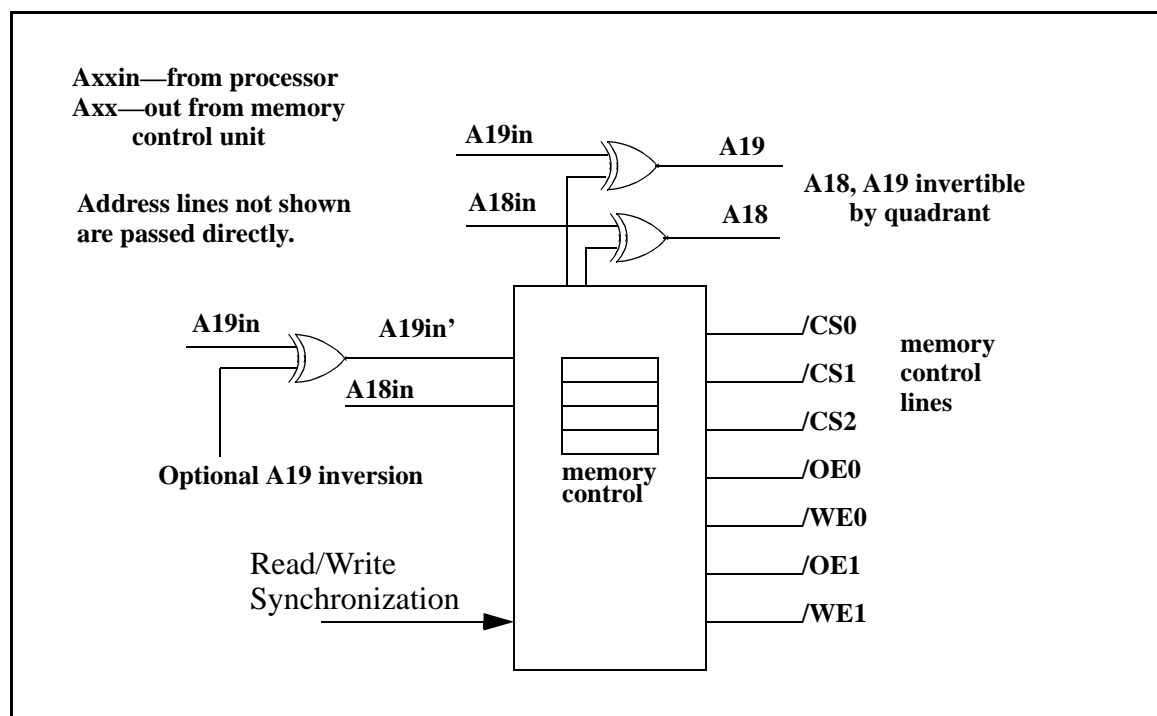 Axxin—from processor
Axx—out from memory
control unit
Address lines not shown
are passed directly.
A19in
A19
A18in
A18
A18, A19 invertible
by quadrant
A19in
A19in’
A18in
Optional A19 inversion
Read/Write
Synchronization
memory
control
/CS0
/CS1
/CS2
/OE0
/WE0
/OE1
/WE1
memory
control
lines